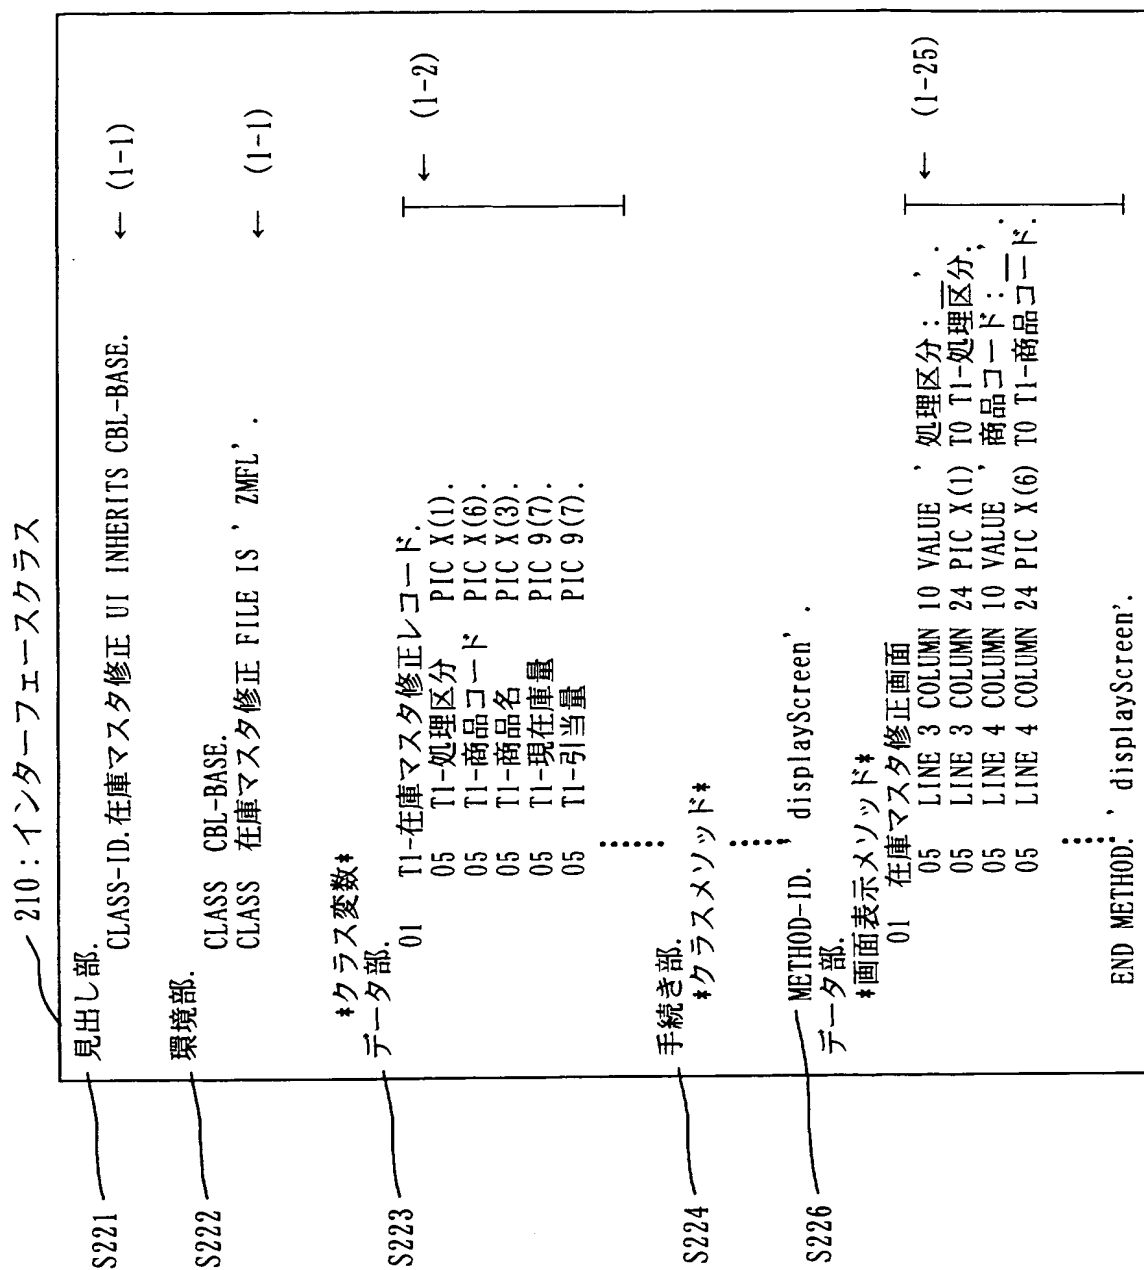 210:インターフェースクラス
S221
見出し部.
CLASS-ID.在庫マスタ修正 UI INHERITS CBL-BASE. ← (1-1)
S222
環境部.
CLASS CBL-BASE.
CLASS 在庫マスタ修正 FILE IS 'ZMFL'. ← (1-1)
*クラス変数*
S223
データ部.
01 T1-在庫マスタ修正レコード. ← (1-2)
05 T1-処理区分 PIC X(1).
05 T1-商品コード PIC X(6).
05 T1-商品名 PIC X(3).
05 T1-現在庫量 PIC 9(7).
05 T1-引当量 PIC 9(7).
S224
手続き部.
*クラスメソッド*
S226
METHOD-ID. 'displayScreen'.
データ部.
*画面表示メソッド*
01 在庫マスタ修正画面 ← (1-25)
05 LINE 3 COLUMN 10 VALUE '処理区分:_'.
05 LINE 3 COLUMN 24 PIC X(1) TO T1-処理区分.
05 LINE 4 COLUMN 10 VALUE '商品コード:_'.
05 LINE 4 COLUMN 24 PIC X(6) TO T1-商品コード.
END METHOD. 'displayScreen'.